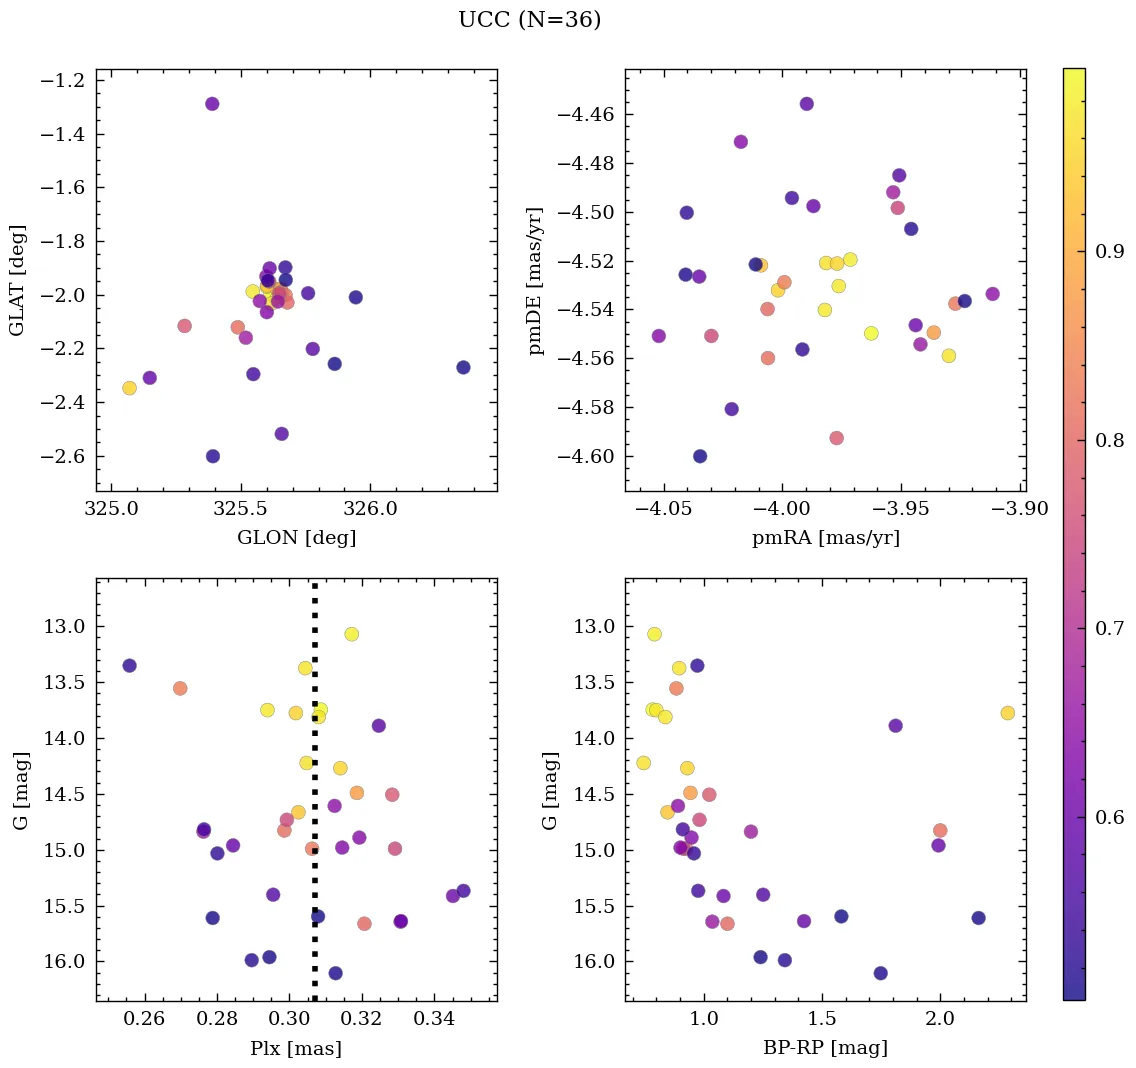 UCC (N=36)
−1.2
−1.4
−1.6
−1.8
−2.0
−2.2
−2.4
−2.6
GLAT [deg]
325.0 325.5 326.0
GLON [deg]
−4.46
−4.48
−4.50
−4.52
−4.54
−4.56
−4.58
−4.60
pmDE [mas/yr]
−4.05 −4.00 −3.95 −3.90
pmRA [mas/yr]
0.9
0.8
0.7
0.6
13.0
13.5
14.0
14.5
15.0
15.5
16.0
G [mag]
0.26 0.28 0.30 0.32 0.34
Plx [mas]
13.0
13.5
14.0
14.5
15.0
15.5
16.0
G [mag]
1.0 1.5 2.0
BP-RP [mag]